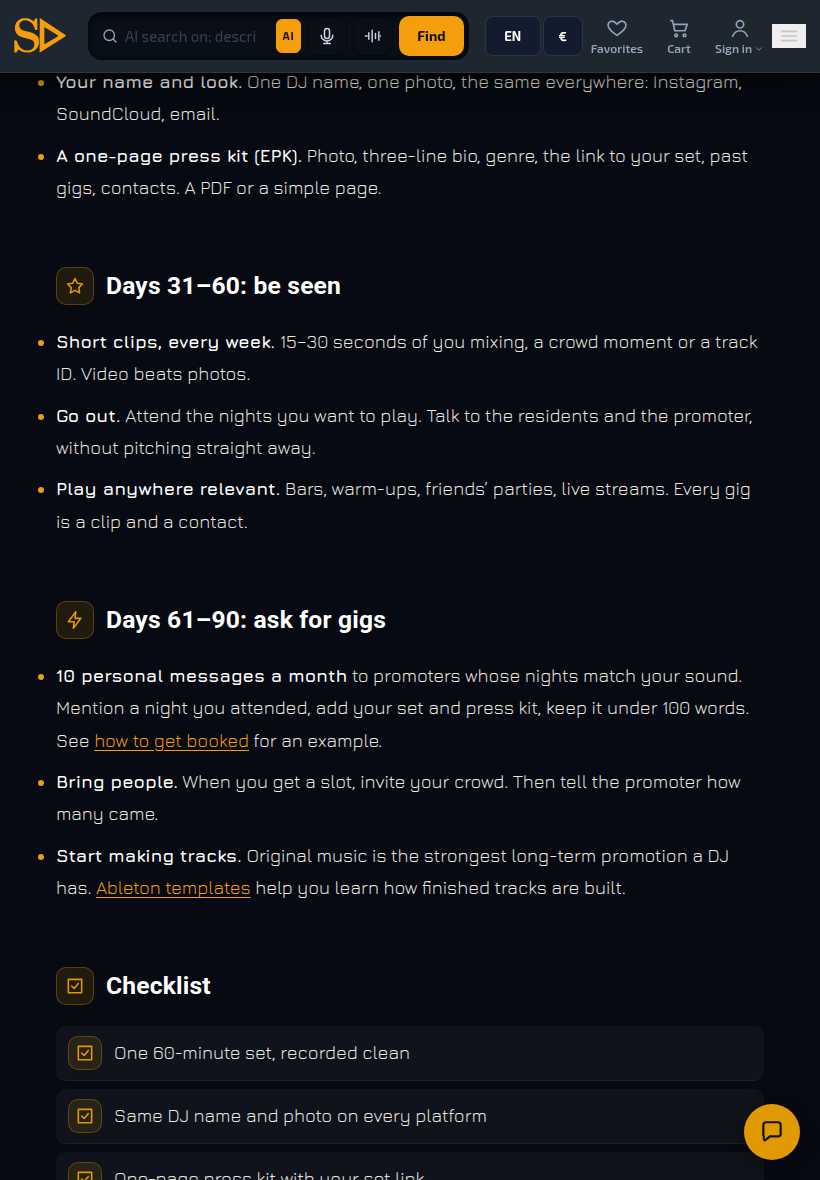 SD
AI search on: descri
AI
Find
EN
€
Favorites
Cart
Sign in
Your name and look. One DJ name, one photo, the same everywhere: Instagram,
SoundCloud, email.
A one-page press kit (EPK). Photo, three-line bio, genre, the link to your set, past
gigs, contacts. A PDF or a simple page.
Days 31–60: be seen
Short clips, every week. 15–30 seconds of you mixing, a crowd moment or a track
ID. Video beats photos.
Go out. Attend the nights you want to play. Talk to the residents and the promoter,
without pitching straight away.
Play anywhere relevant. Bars, warm-ups, friends’ parties, live streams. Every gig
is a clip and a contact.
Days 61–90: ask for gigs
10 personal messages a month to promoters whose nights match your sound.
Mention a night you attended, add your set and press kit, keep it under 100 words.
See how to get booked for an example.
Bring people. When you get a slot, invite your crowd. Then tell the promoter how
many came.
Start making tracks. Original music is the strongest long-term promotion a DJ
has. Ableton templates help you learn how finished tracks are built.
Checklist
One 60-minute set, recorded clean
Same DJ name and photo on every platform
One-page press kit with your set link